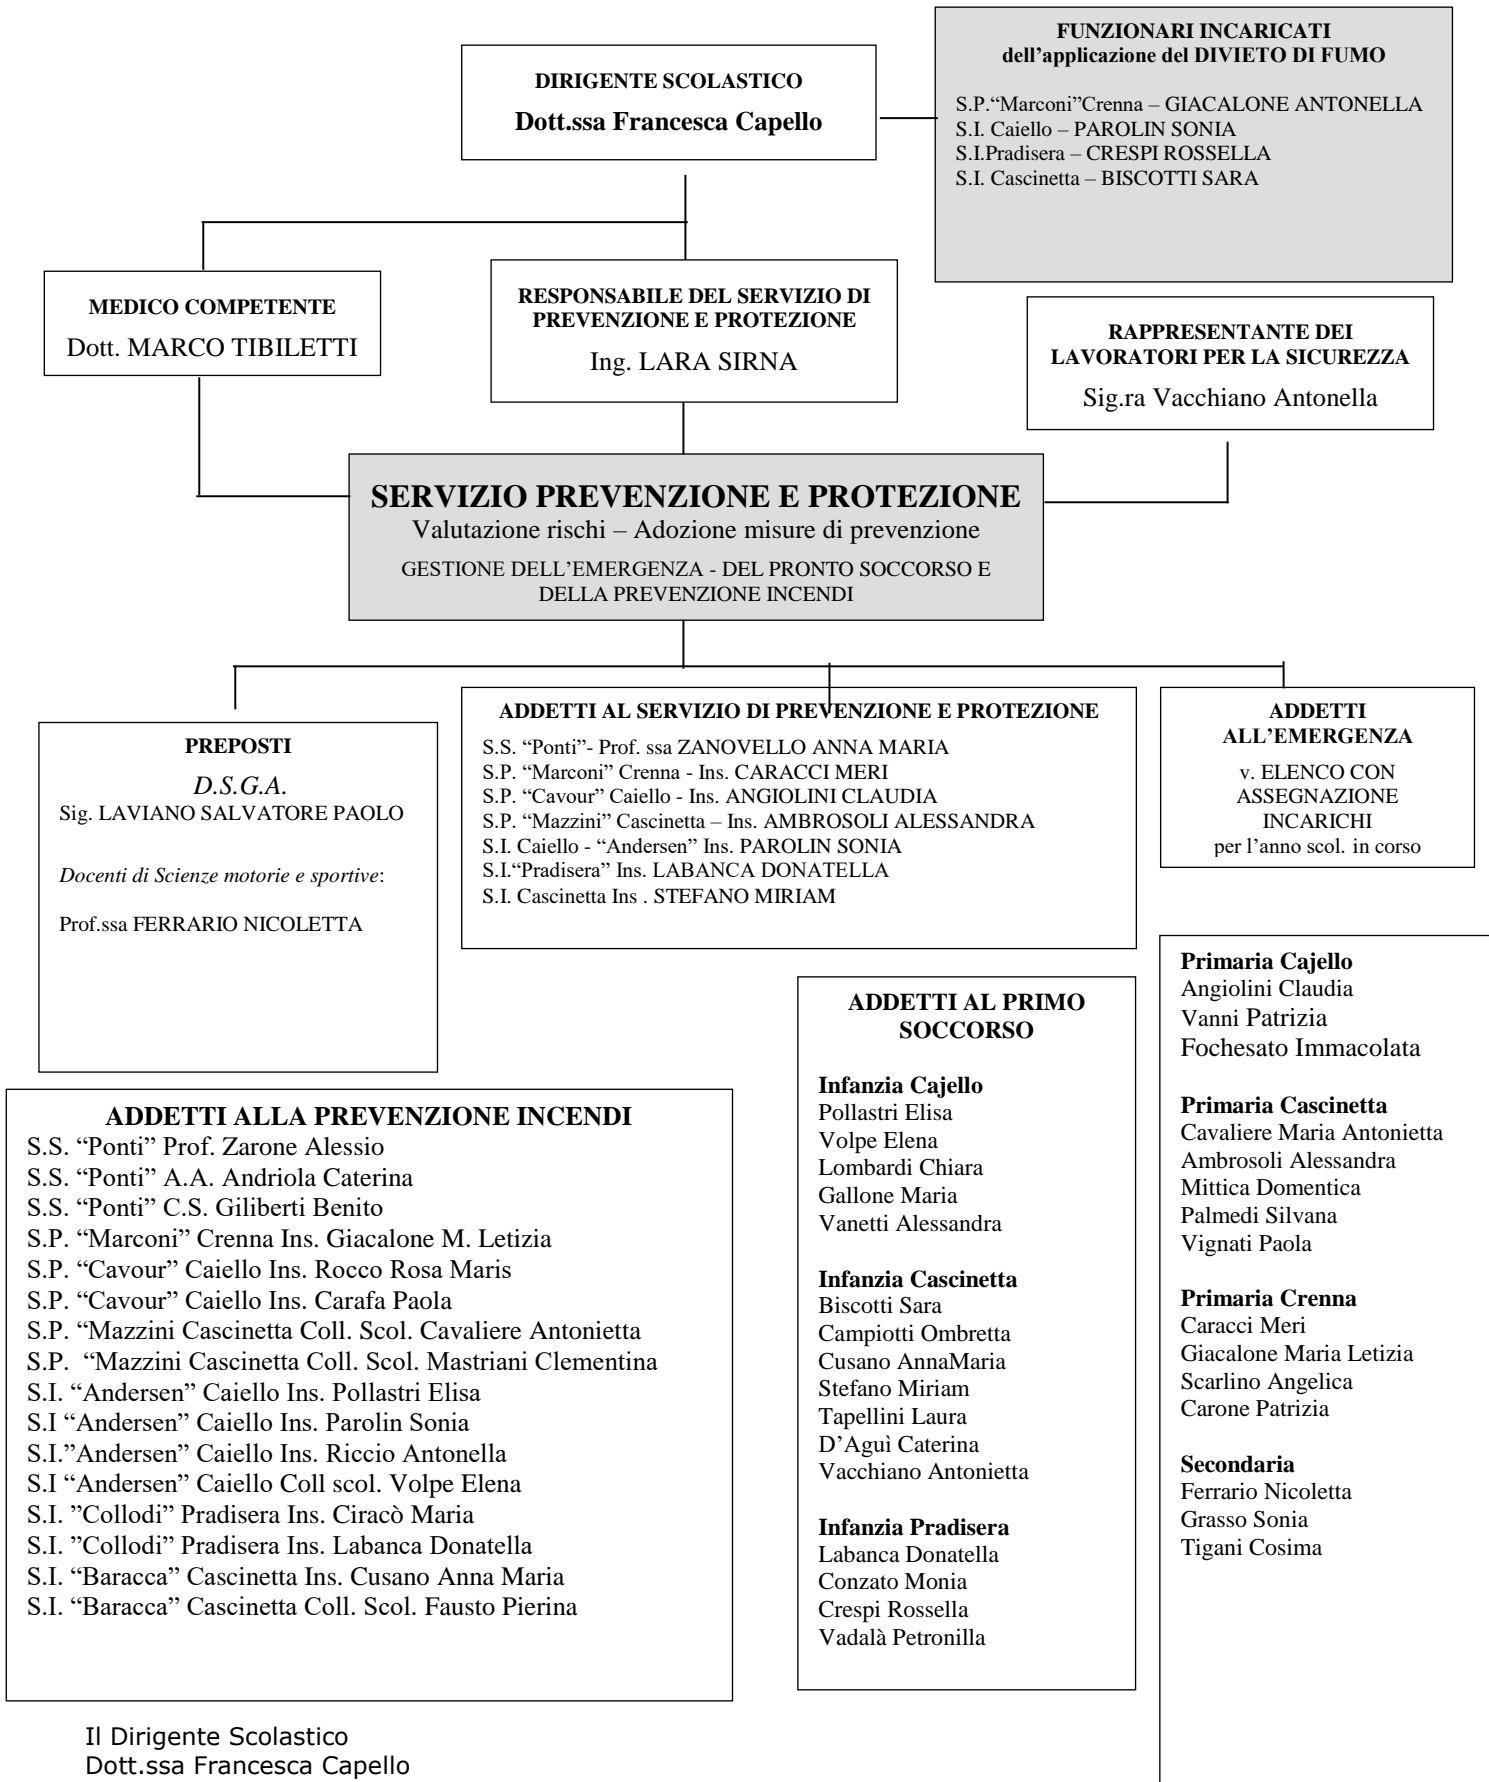 FUNZIONARI INCARICATI
dell’applicazione del DIVIETO DI FUMO
S.P.“Marconi”Crenna – GIACALONE ANTONELLA
S.I. Caiello – PAROLIN SONIA
S.I.Pradisera – CRESPI ROSSELLA
S.I. Cascinetta – BISCOTTI SARA
DIRIGENTE SCOLASTICO
Dott.ssa Francesca Capello
MEDICO COMPETENTE
Dott. MARCO TIBILETTI
RESPONSABILE DEL SERVIZIO DI
PREVENZIONE E PROTEZIONE
Ing. LARA SIRNA
RAPPRESENTANTE DEI
LAVORATORI PER LA SICUREZZA
Sig.ra Vacchiano Antonella
SERVIZIO PREVENZIONE E PROTEZIONE
Valutazione rischi – Adozione misure di prevenzione
GESTIONE DELL’EMERGENZA - DEL PRONTO SOCCORSO E
DELLA PREVENZIONE INCENDI
PREPOSTI
D.S.G.A.
Sig. LAVIANO SALVATORE PAOLO
Docenti di Scienze motorie e sportive:
Prof.ssa FERRARIO NICOLETTA
ADDETTI AL SERVIZIO DI PREVENZIONE E PROTEZIONE
S.S. “Ponti”- Prof. ssa ZANOVELLO ANNA MARIA
S.P. “Marconi” Crenna - Ins. CARACCI MERI
S.P. “Cavour” Caiello - Ins. ANGIOLINI CLAUDIA
S.P. “Mazzini” Cascinetta – Ins. AMBROSOLI ALESSANDRA
S.I. Caiello - “Andersen” Ins. PAROLIN SONIA
S.I.“Pradisera” Ins. LABANCA DONATELLA
S.I. Cascinetta Ins . STEFANO MIRIAM
ADDETTI
ALL’EMERGENZA
v. ELENCO CON
ASSEGNAZIONE
INCARICHI
per l’anno scol. in corso
ADDETTI ALLA PREVENZIONE INCENDI
S.S. “Ponti” Prof. Zarone Alessio
S.S. “Ponti” A.A. Andriola Caterina
S.S. “Ponti” C.S. Giliberti Benito
S.P. “Marconi” Crenna Ins. Giacalone M. Letizia
S.P. “Cavour” Caiello Ins. Rocco Rosa Maris
S.P. “Cavour” Caiello Ins. Carafa Paola
S.P. “Mazzini Cascinetta Coll. Scol. Cavaliere Antonietta
S.P. “Mazzini Cascinetta Coll. Scol. Mastriani Clementina
S.I. “Andersen” Caiello Ins. Pollastri Elisa
S.I “Andersen” Caiello Ins. Parolin Sonia
S.I.”Andersen” Caiello Ins. Riccio Antonella
S.I “Andersen” Caiello Coll scol. Volpe Elena
S.I. ”Collodi” Pradisera Ins. Ciracò Maria
S.I. ”Collodi” Pradisera Ins. Labanca Donatella
S.I. “Baracca” Cascinetta Ins. Cusano Anna Maria
S.I. “Baracca” Cascinetta Coll. Scol. Fausto Pierina
ADDETTI AL PRIMO
SOCCORSO
Infanzia Cajello
Pollastri Elisa
Volpe Elena
Lombardi Chiara
Gallone Maria
Vanetti Alessandra
Infanzia Cascinetta
Biscotti Sara
Campiotti Ombretta
Cusano AnnaMaria
Stefano Miriam
Tapellini Laura
D’Aguì Caterina
Vacchiano Antonietta
Infanzia Pradisera
Labanca Donatella
Conzato Monia
Crespi Rossella
Vadalà Petronilla
Primaria Cajello
Angiolini Claudia
Vanni Patrizia
Fochesato Immacolata
Primaria Cascinetta
Cavaliere Maria Antonietta
Ambrosoli Alessandra
Mittica Domentica
Palmedi Silvana
Vignati Paola
Primaria Crenna
Caracci Meri
Giacalone Maria Letizia
Scarlino Angelica
Carone Patrizia
Secondaria
Ferrario Nicoletta
Grasso Sonia
Tigani Cosima
Il Dirigente Scolastico
Dott.ssa Francesca Capello